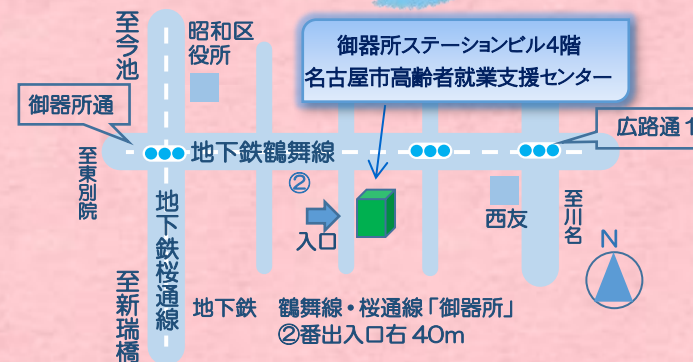 至今池
昭和区
役所
御器所ステーションビル4階
名古屋市高齢者就業支援センター
御器所通
広路通1
地下鉄鶴舞線
至東別院
②
入口
西友
至川名
地下鉄桜通線
至新瑞橋
N
地下鉄 鶴舞線・桜通線「御器所」
②番出入口右40m